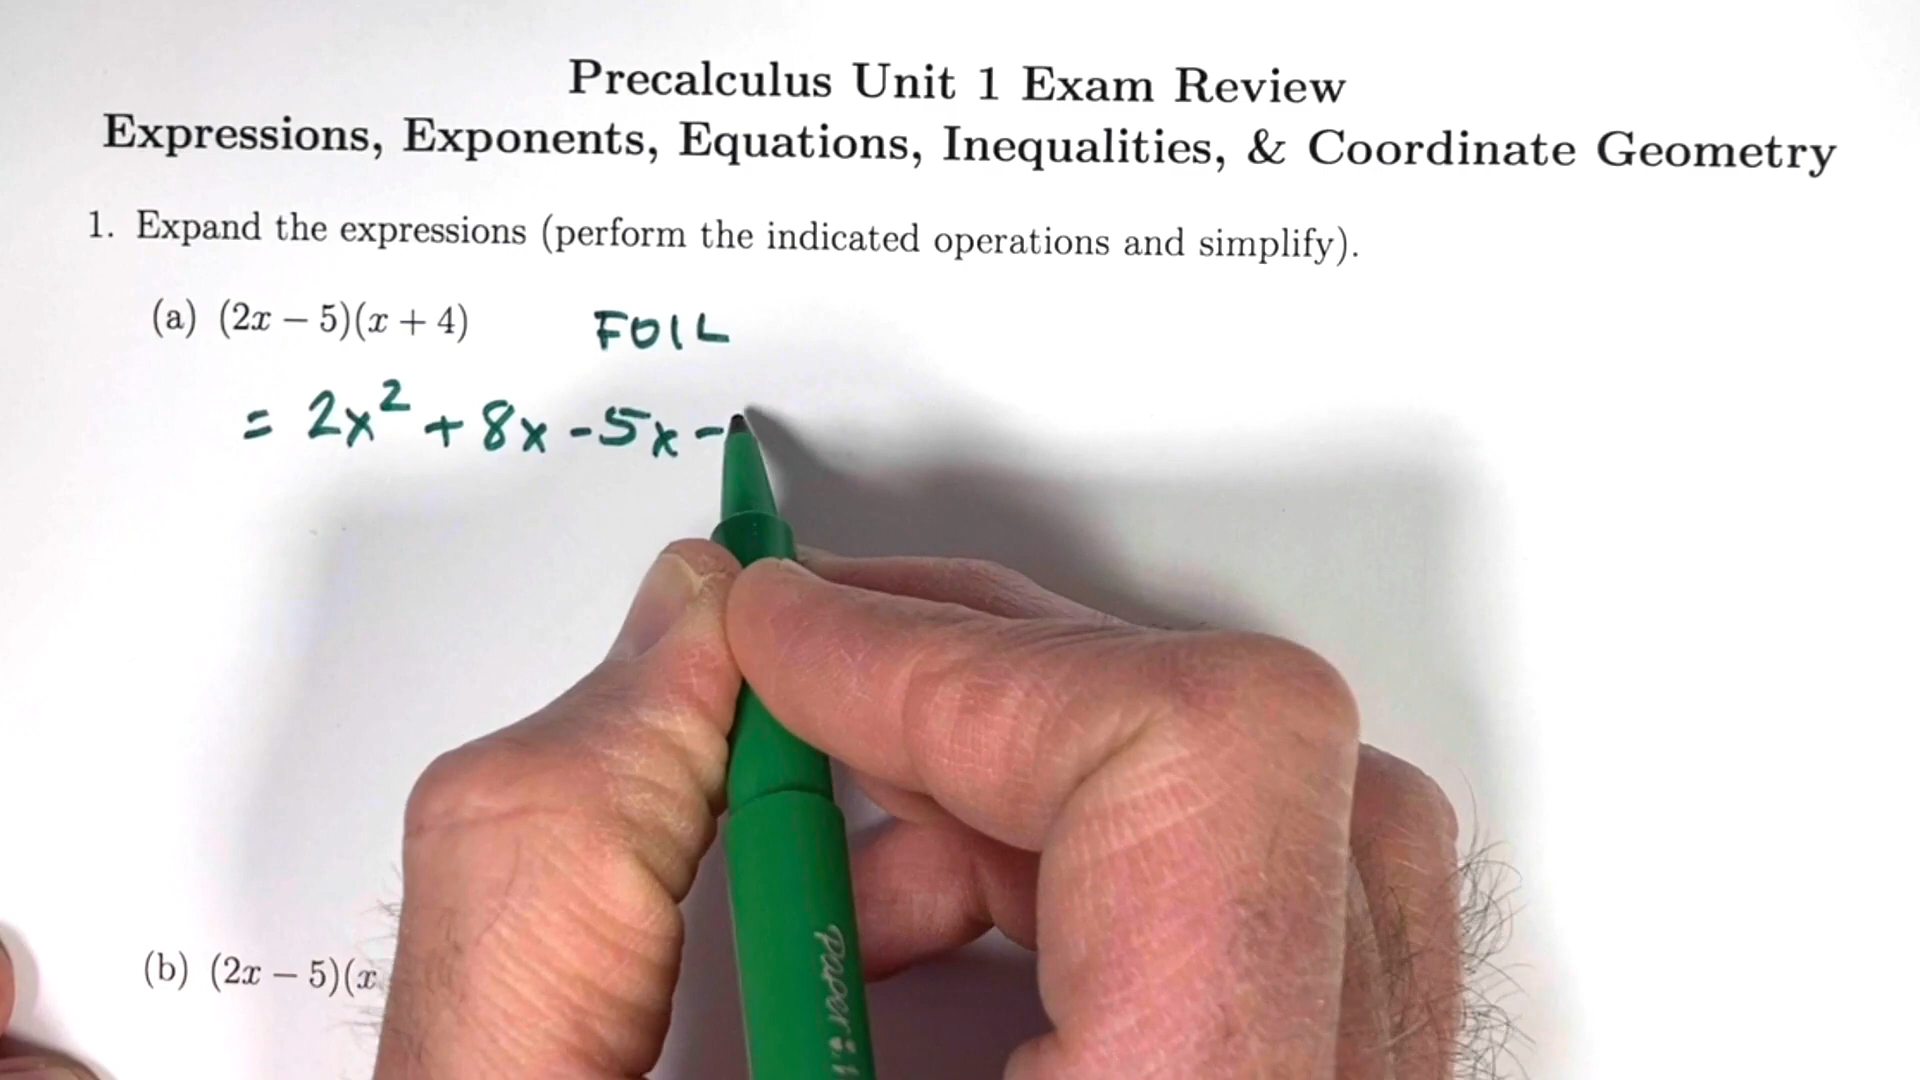 Precalculus Unit 1 Exam Review
Expressions, Exponents, Equations, Inequalities, & Coordinate Geometry
1. Expand the expressions (perform the indicated operations and simplify).
(a) (2x − 5)(x + 4) FOIL
= 2x² + 8x - 5x -
(b) (2x − 5)(x
Paper